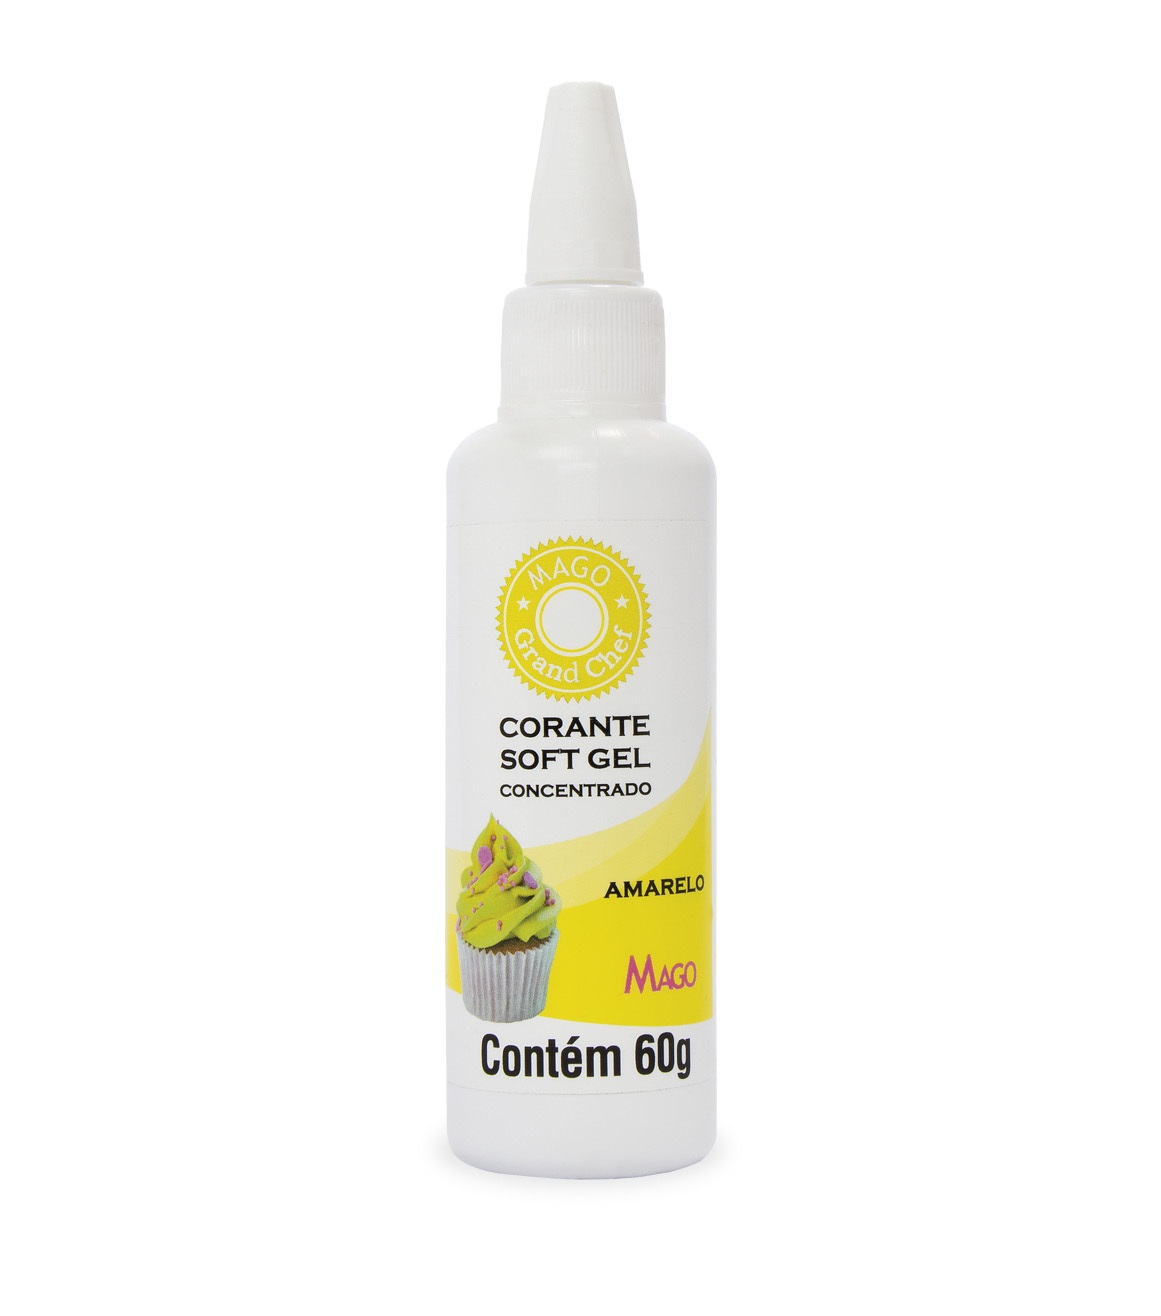 MAGO
Grand Chef
CORANTE
SOFT GEL
CONCENTRADO
AMARELO
MAGO
Contém 60g